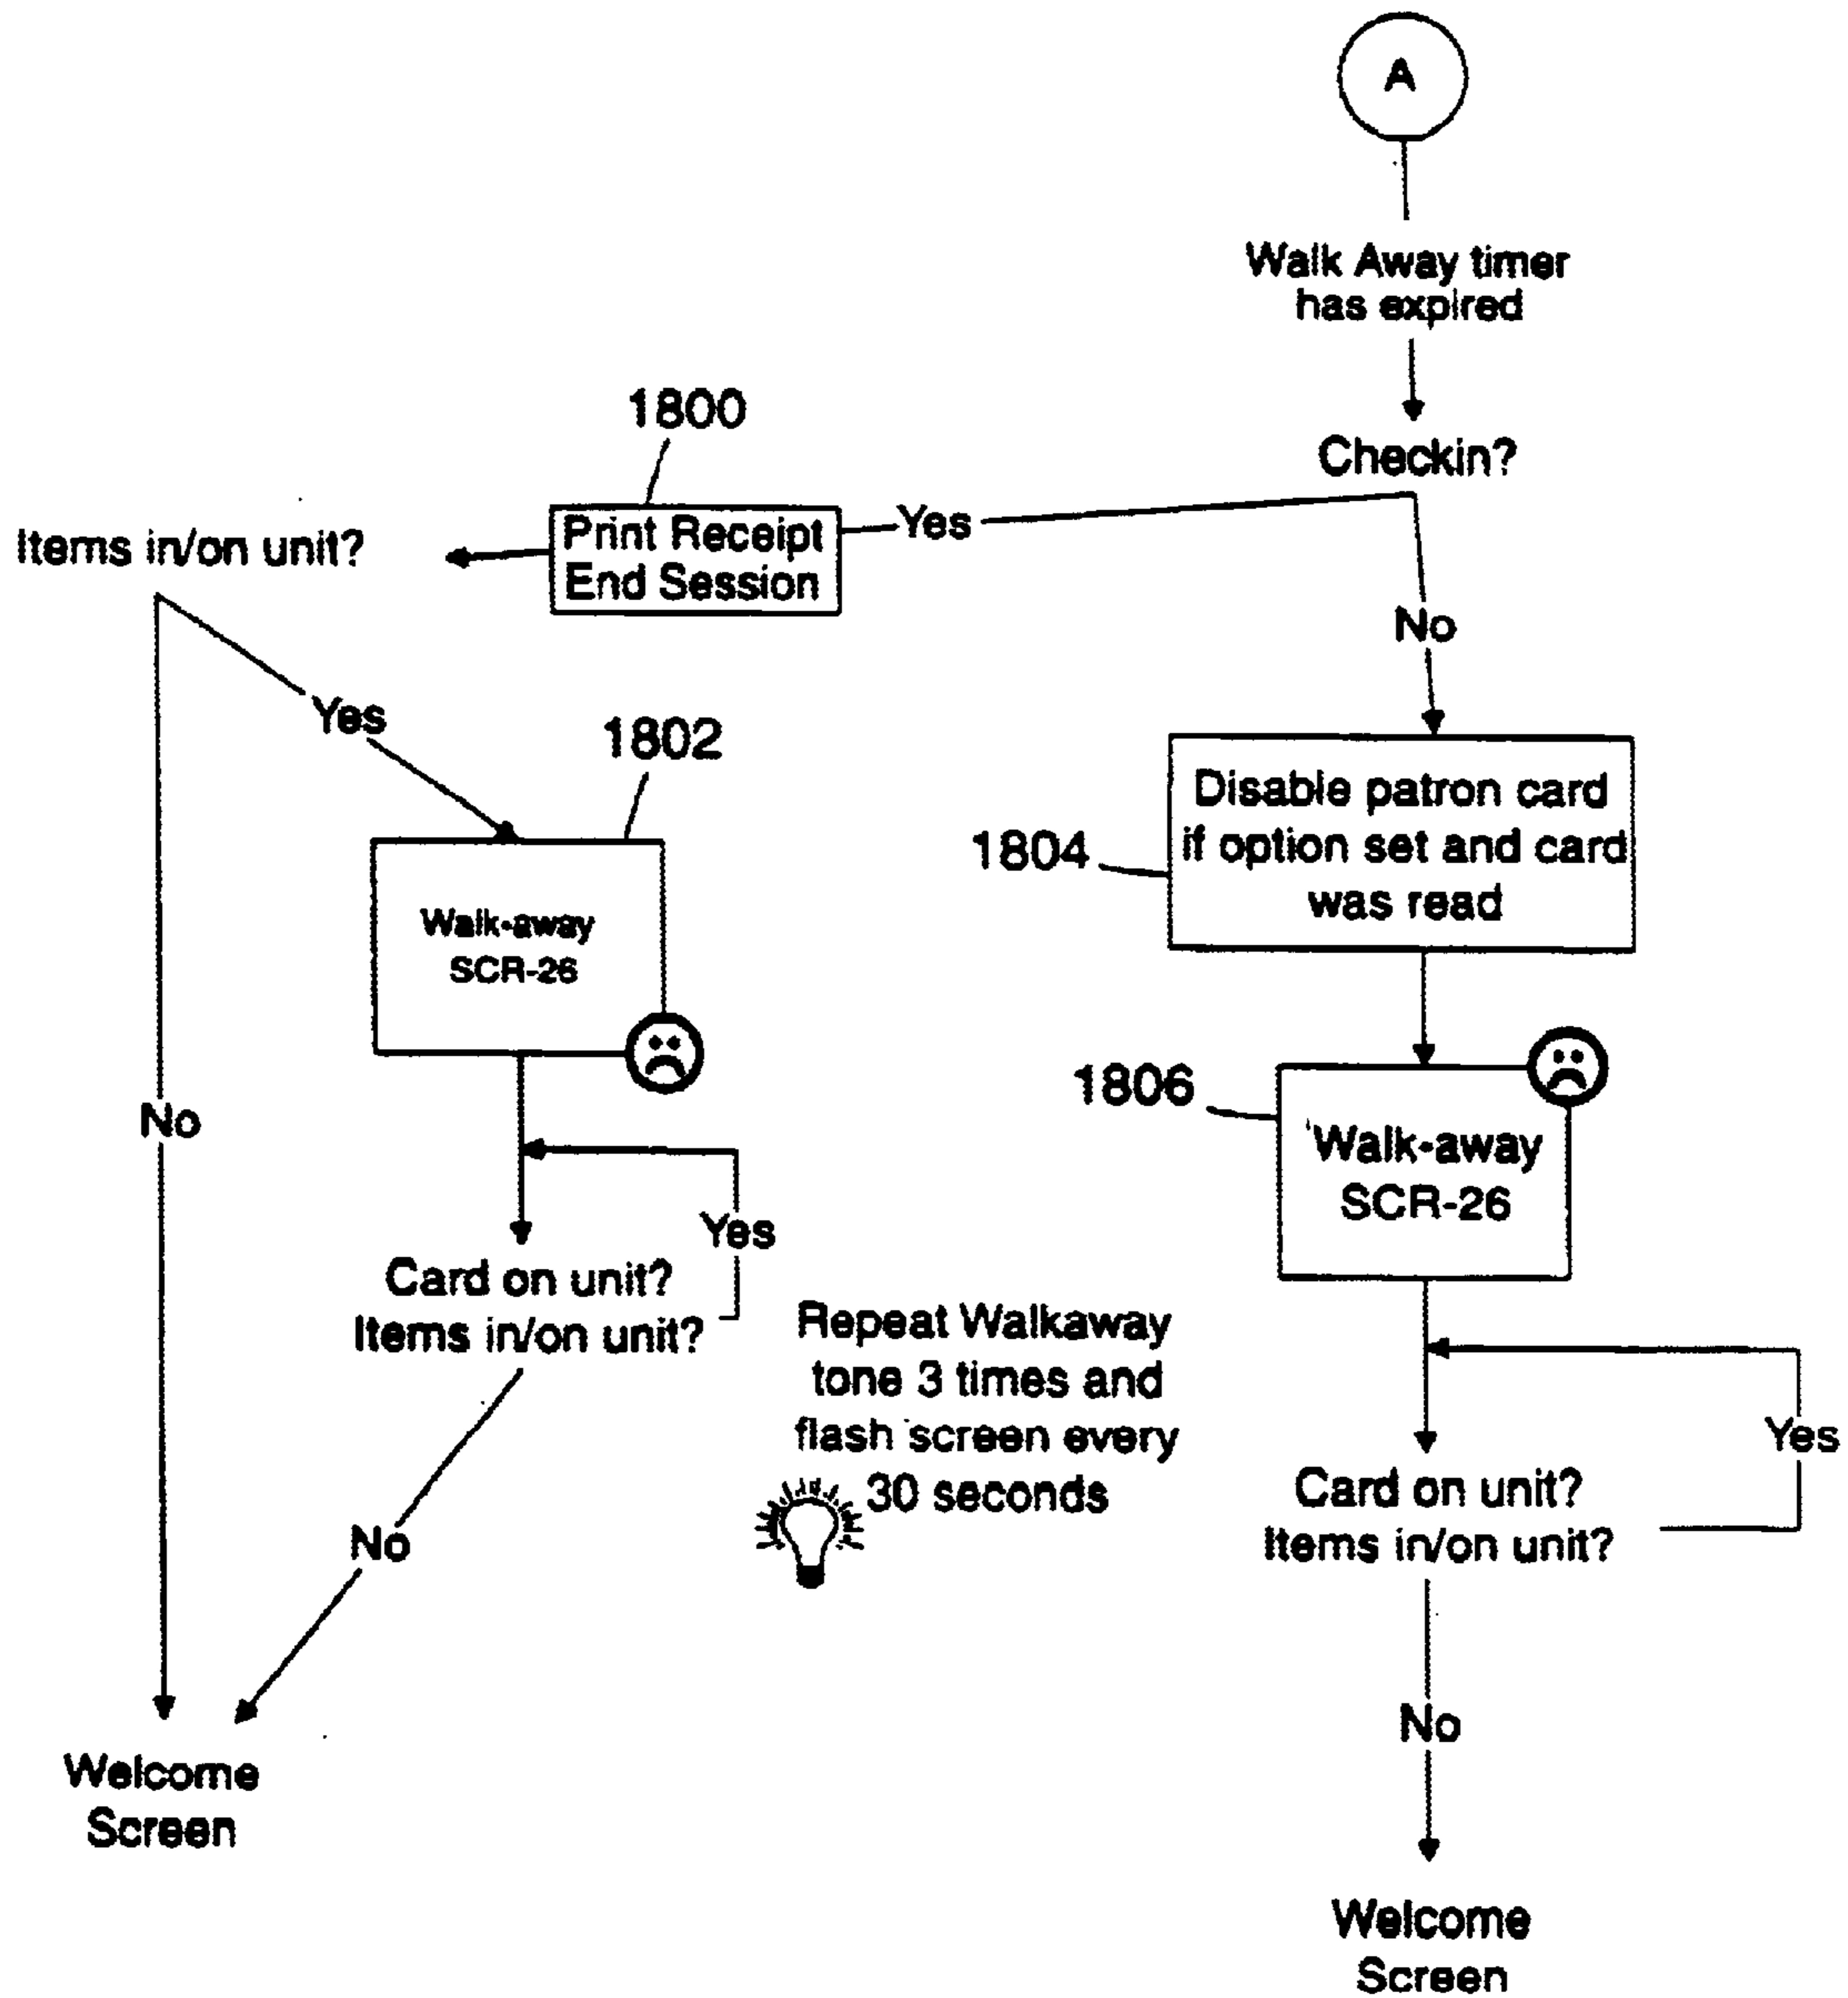 A
Walk Away timer
has expired
Checkin?
1800
Print Receipt
End Session
Yes
Items in/on unit?
No
Yes
1802
Walk-away
SCR-26
Disable patron card
if option set and card
was read
1804
1806
Walk-away
SCR-26
No
Yes
Card on unit?
Items in/on unit?
Repeat Walkaway
tone 3 times and
flash screen every
30 seconds
Yes
Card on unit?
Items in/on unit?
No
No
Welcome
Screen
Welcome
Screen